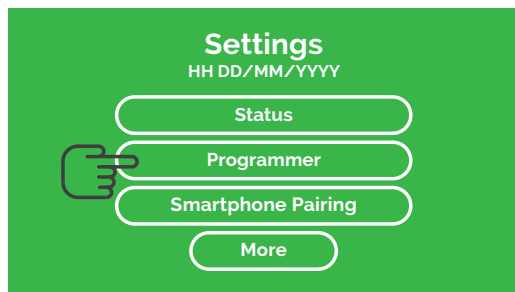 Settings
HH DD/MM/YYYY
Status
Programmer
Smartphone Pairing
More